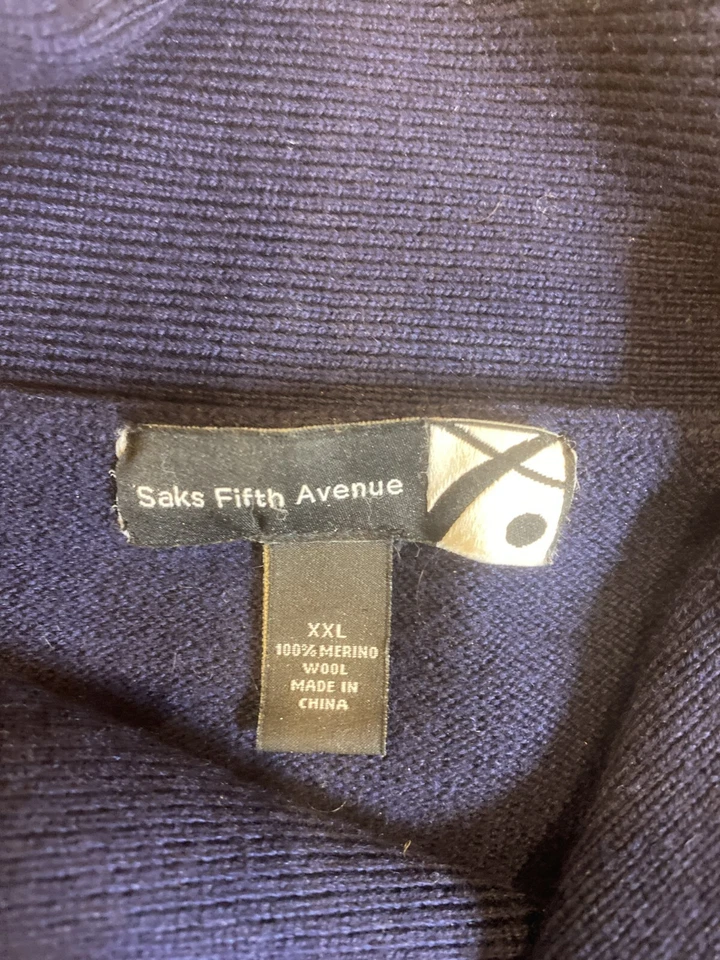 Saks Fifth Avenue
XXL
100% MERINO
WOOL
MADE IN
CHINA